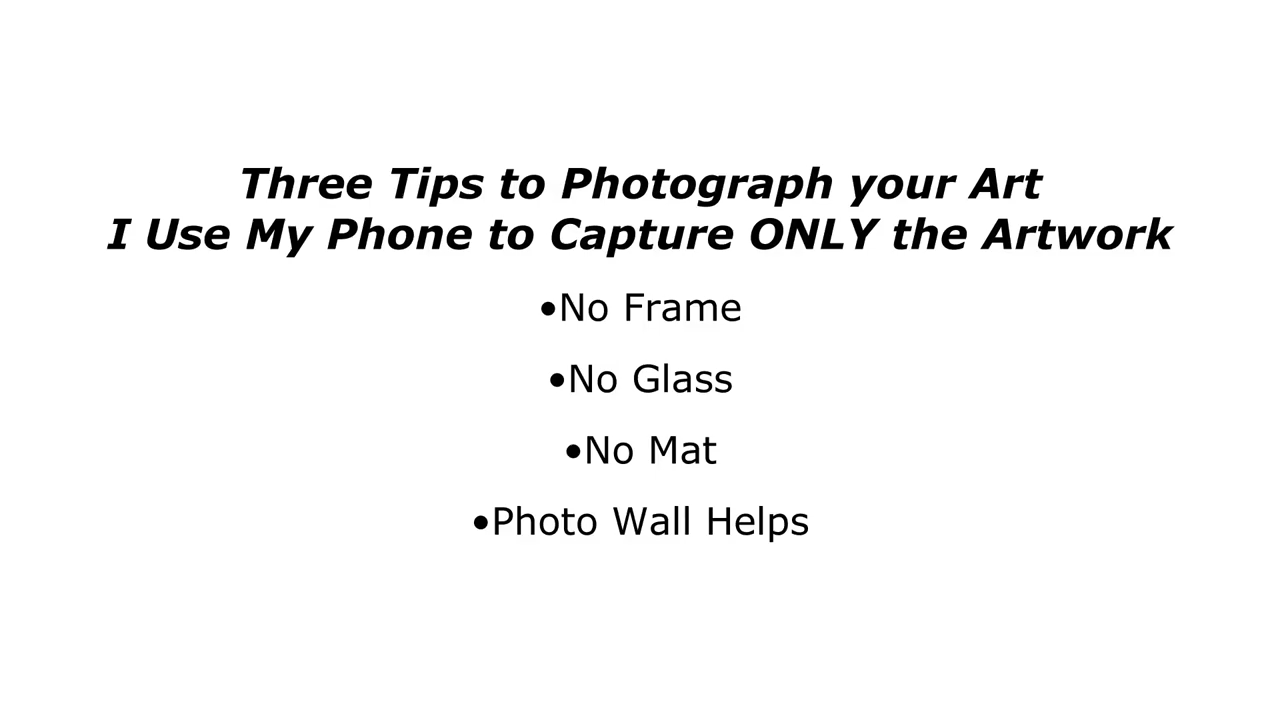 Three Tips to Photograph your Art
I Use My Phone to Capture ONLY the Artwork
•No Frame
•No Glass
•No Mat
•Photo Wall Helps